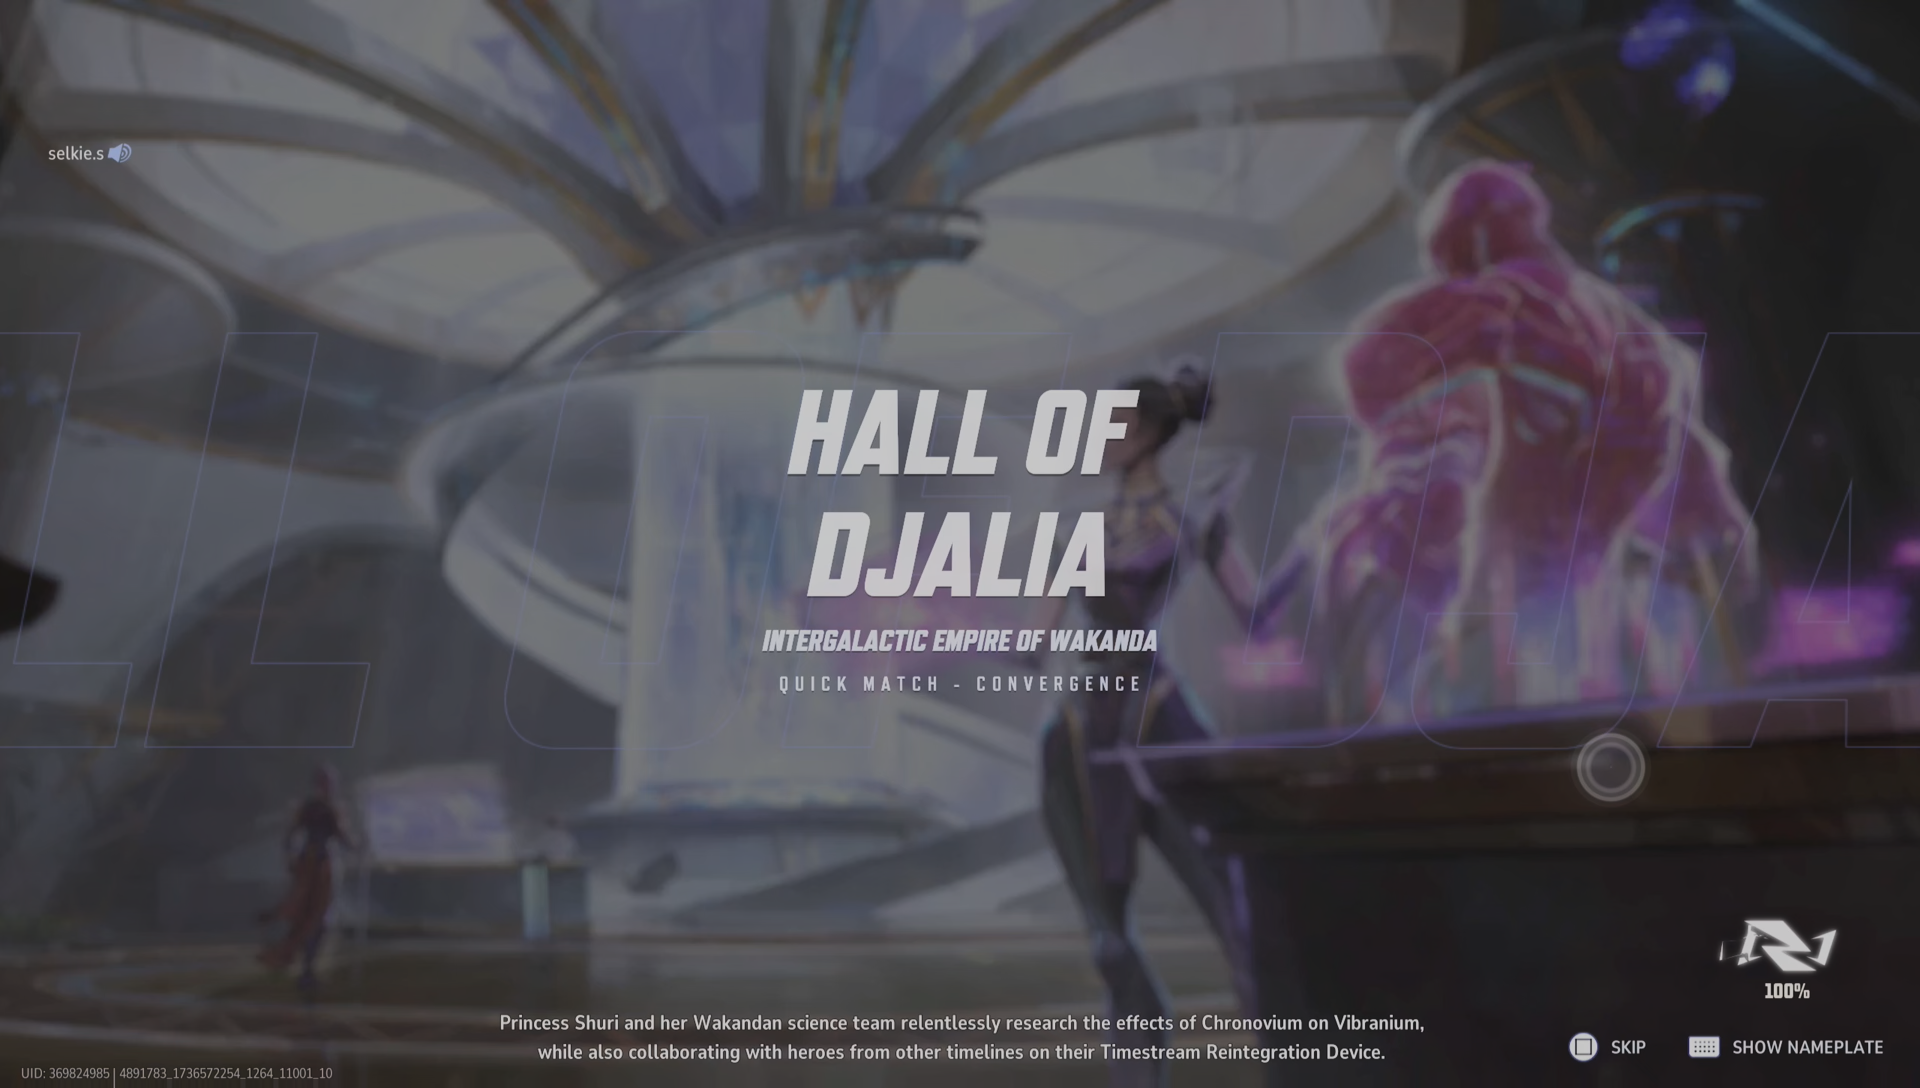 selkie.s
HALL OF
DJALIA
INTERGALACTIC EMPIRE OF WAKANDA
QUICK MATCH - CONVERGENCE
100%
Princess Shuri and her Wakandan science team relentlessly research the effects of Chronovium on Vibranium,
while also collaborating with heroes from other timelines on their Timestream Reintegration Device.
SKIP
SHOW NAMEPLATE
UID: 369824985 | 4891783_1736572254_1264_11001_10